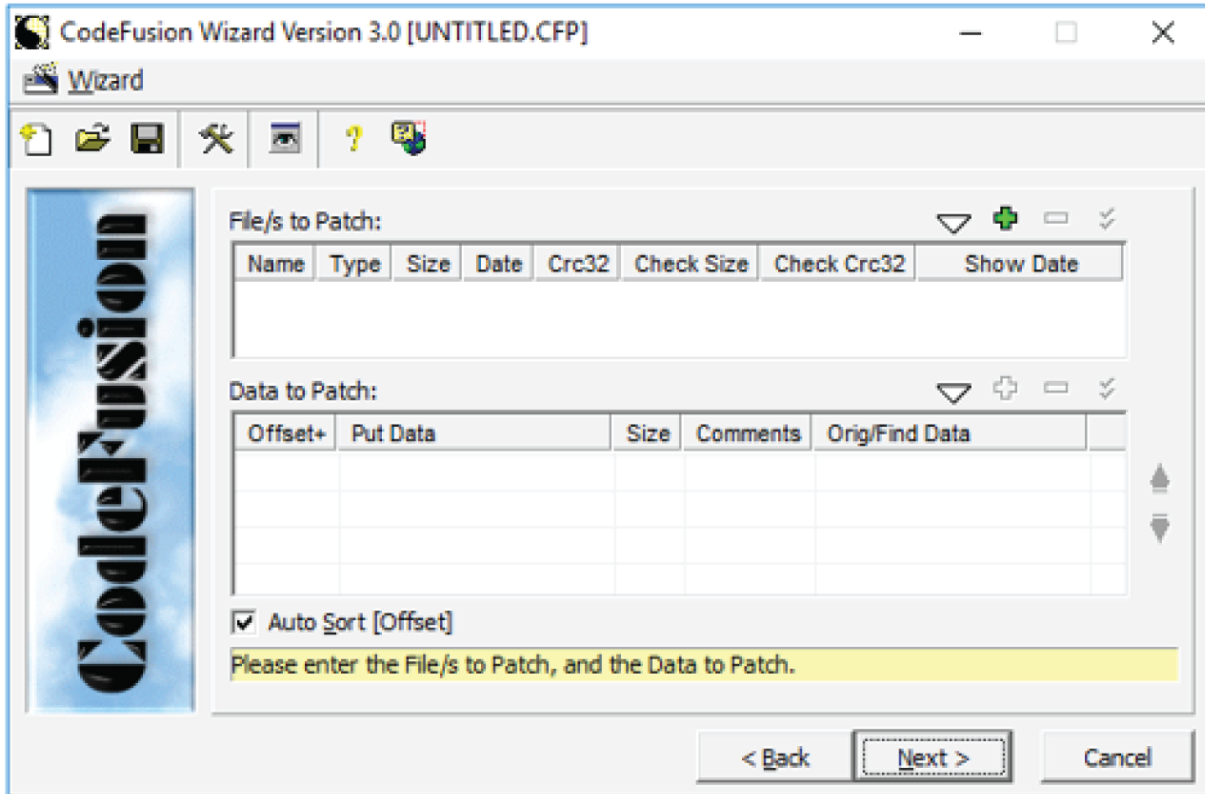 CodeFusion Wizard Version 3.0 [UNTITLED.CFP]
Wizard
CodeFusion
File/s to Patch:
Name Type Size Date Crc32 Check Size Check Crc32 Show Date
Data to Patch:
Offset+ Put Data Size Comments Orig/Find Data
Auto Sort [Offset]
Please enter the File/s to Patch, and the Data to Patch.
< Back Next > Cancel